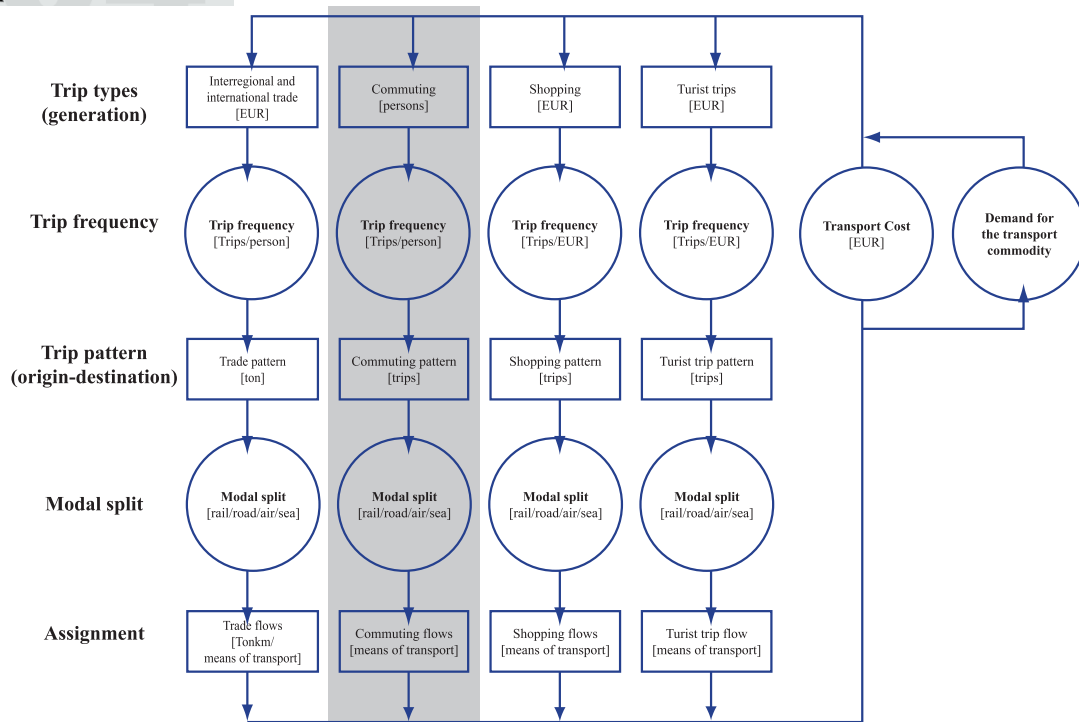 Trip types
(generation)
Interregional and
international trade
[EUR]
Commuting
[persons]
Shopping
[EUR]
Turist trips
[EUR]
Trip frequency
Trip frequency
[Trips/person]
Trip frequency
[Trips/person]
Trip frequency
[Trips/EUR]
Trip frequency
[Trips/EUR]
Transport Cost
[EUR]
Demand for
the transport
commodity
Trip pattern
(origin-destination)
Trade pattern
[ton]
Commuting pattern
[trips]
Shopping pattern
[trips]
Turist trip pattern
[trips]
Modal split
Modal split
[rail/road/air/sea]
Modal split
[rail/road/air/sea]
Modal split
[rail/road/air/sea]
Modal split
[rail/road/air/sea]
Assignment
Trade flows
[Tonkm/
means of transport]
Commuting flows
[means of transport]
Shopping flows
[means of transport]
Turist trip flow
[means of transport]